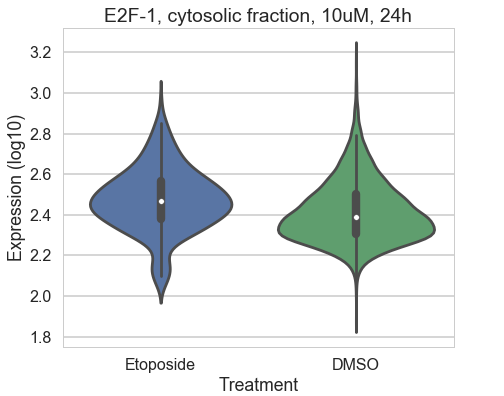 E2F-1, cytosolic fraction, 10uM, 24h
Expression (log10)
3.2
3.0
2.8
2.6
2.4
2.2
2.0
1.8
Etoposide DMSO
Treatment